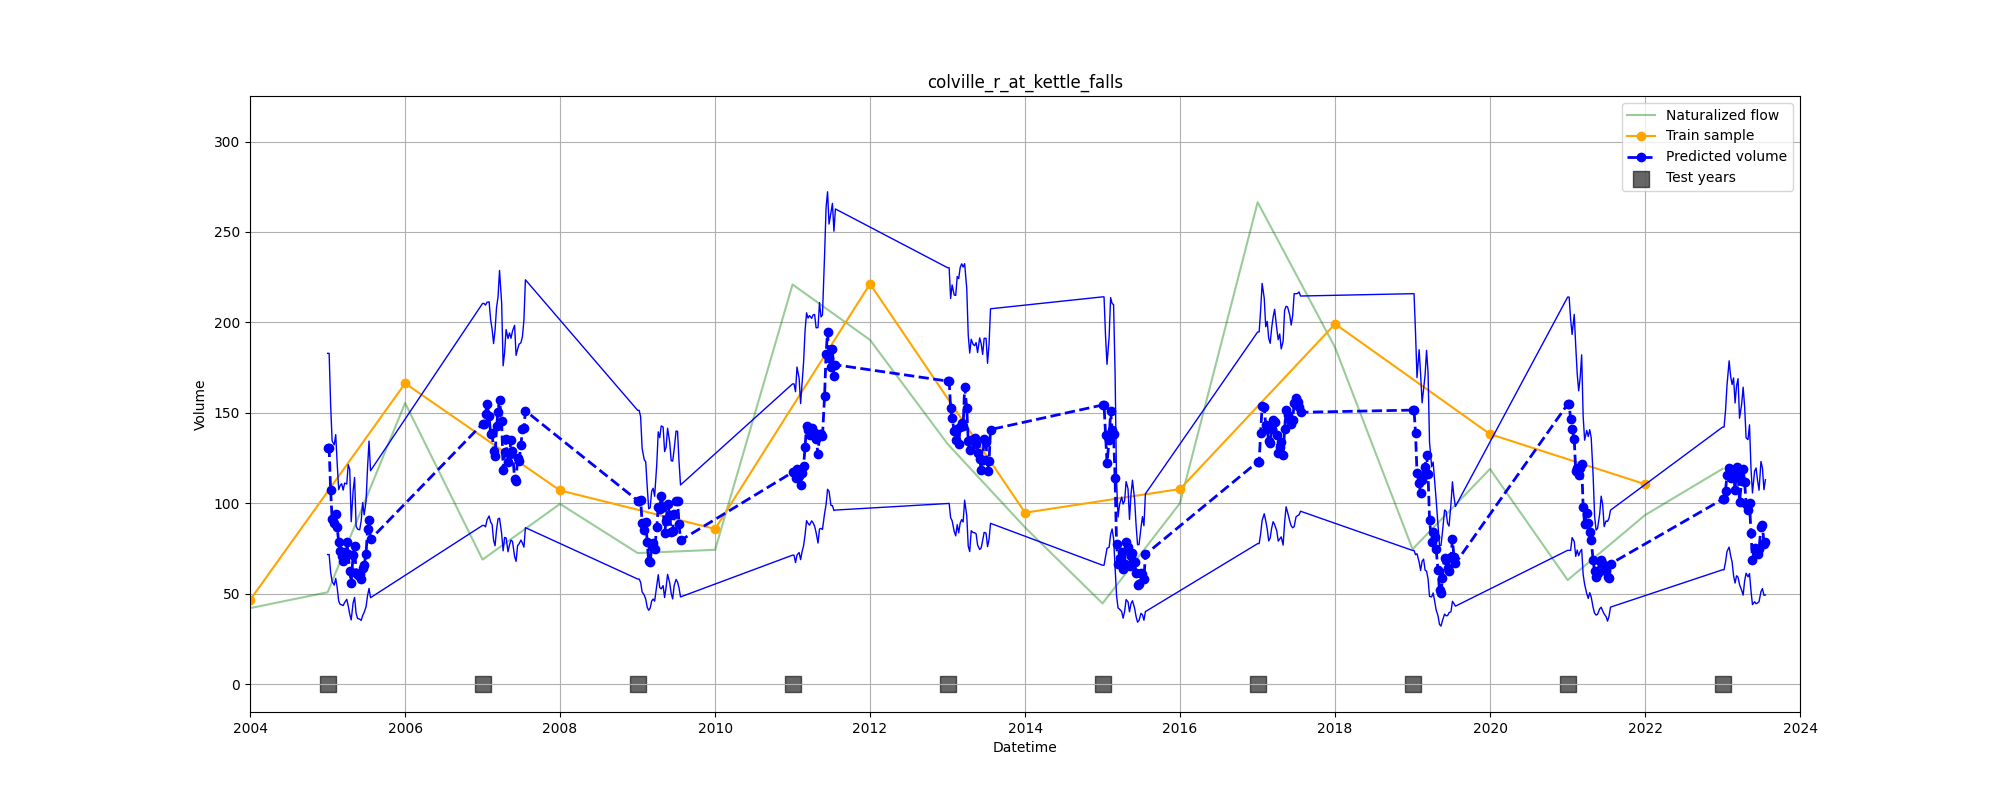 colville_r_at_kettle_falls
Naturalized flow
Train sample
Predicted volume
Test years
Volume
300
250
200
150
100
50
0
2004 2006 2008 2010 2012 2014 2016 2018 2020 2022 2024
Datetime